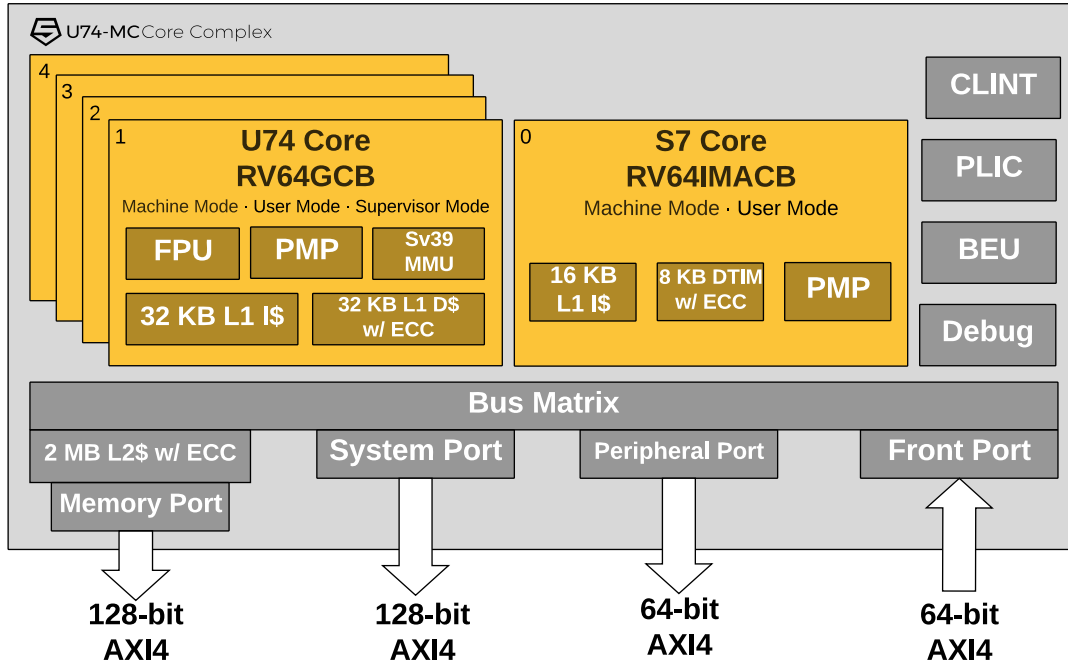 U74-MC Core Complex
4
3
2
1
U74 Core
RV64GCB
Machine Mode · User Mode · Supervisor Mode
FPU
PMP
Sv39
MMU
32 KB L1 I$
32 KB L1 D$
w/ ECC
0
S7 Core
RV64IMACB
Machine Mode · User Mode
16 KB
L1 I$
8 KB DTIM
w/ ECC
PMP
CLINT
PLIC
BEU
Debug
Bus Matrix
2 MB L2$ w/ ECC
Memory Port
System Port
Peripheral Port
Front Port
128-bit
AXI4
128-bit
AXI4
64-bit
AXI4
64-bit
AXI4